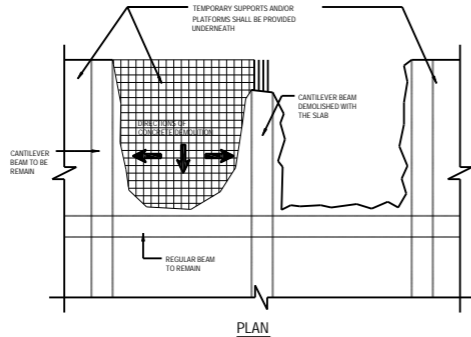 TEMPORARY SUPPORTS AND/OR
PLATFORMS SHALL BE PROVIDED
UNDERNEATH
CANTILEVER BEAM
DEMOLISHED WITH
THE SLAB
DIRECTIONS OF
CONCRETE DEMOLITION
CANTILEVER
BEAM TO BE
REMAIN
REGULAR BEAM
TO REMAIN
PLAN